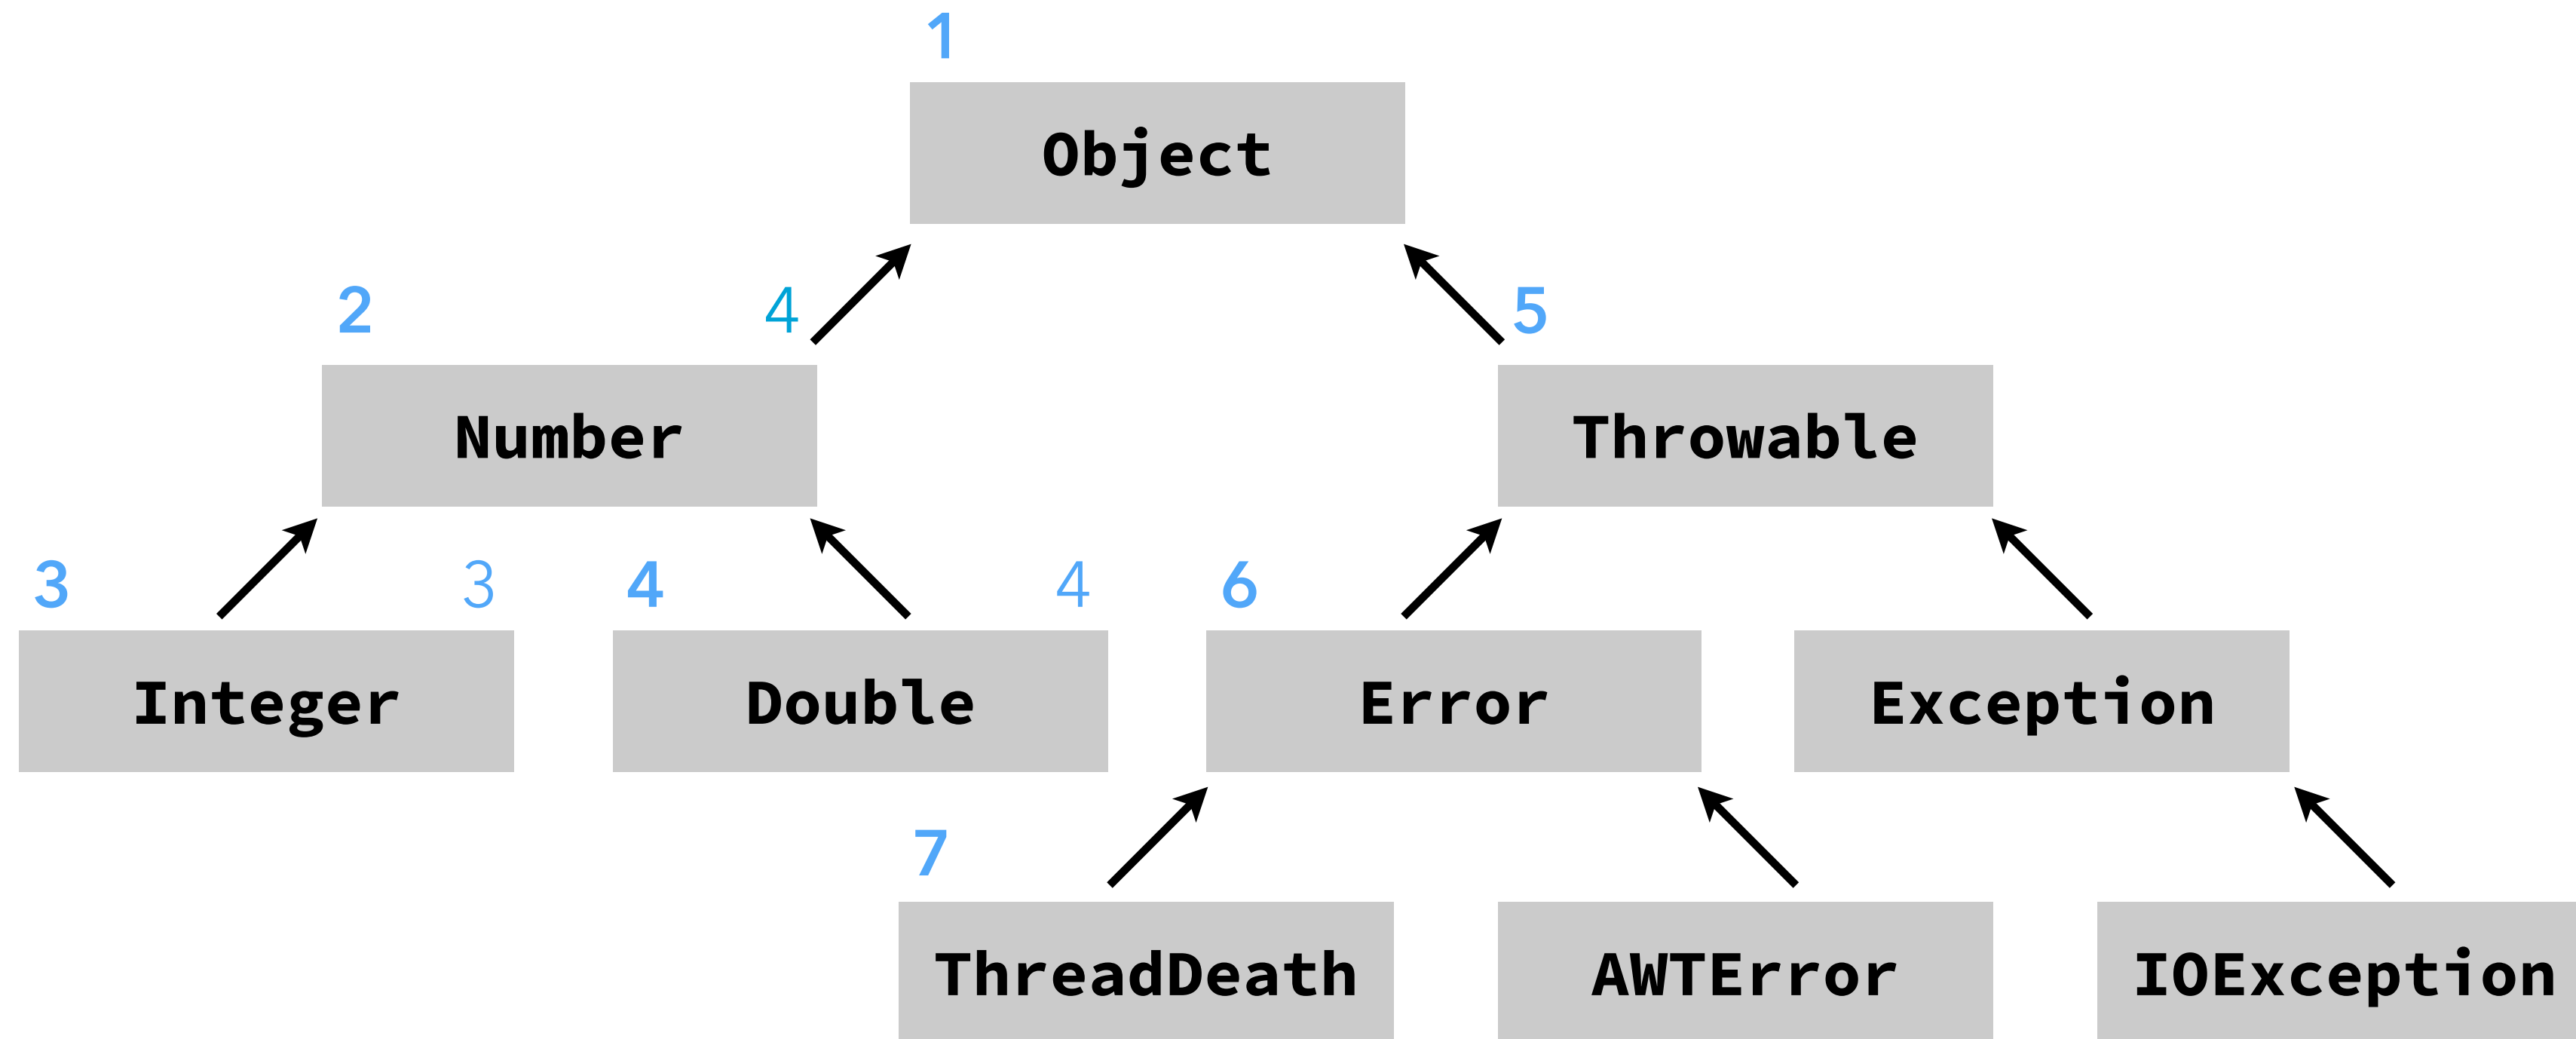 1
Object
2 4 5
Number Throwable
3 3 4 4 6
Integer Double Error Exception
7
ThreadDeath AWTError IOException